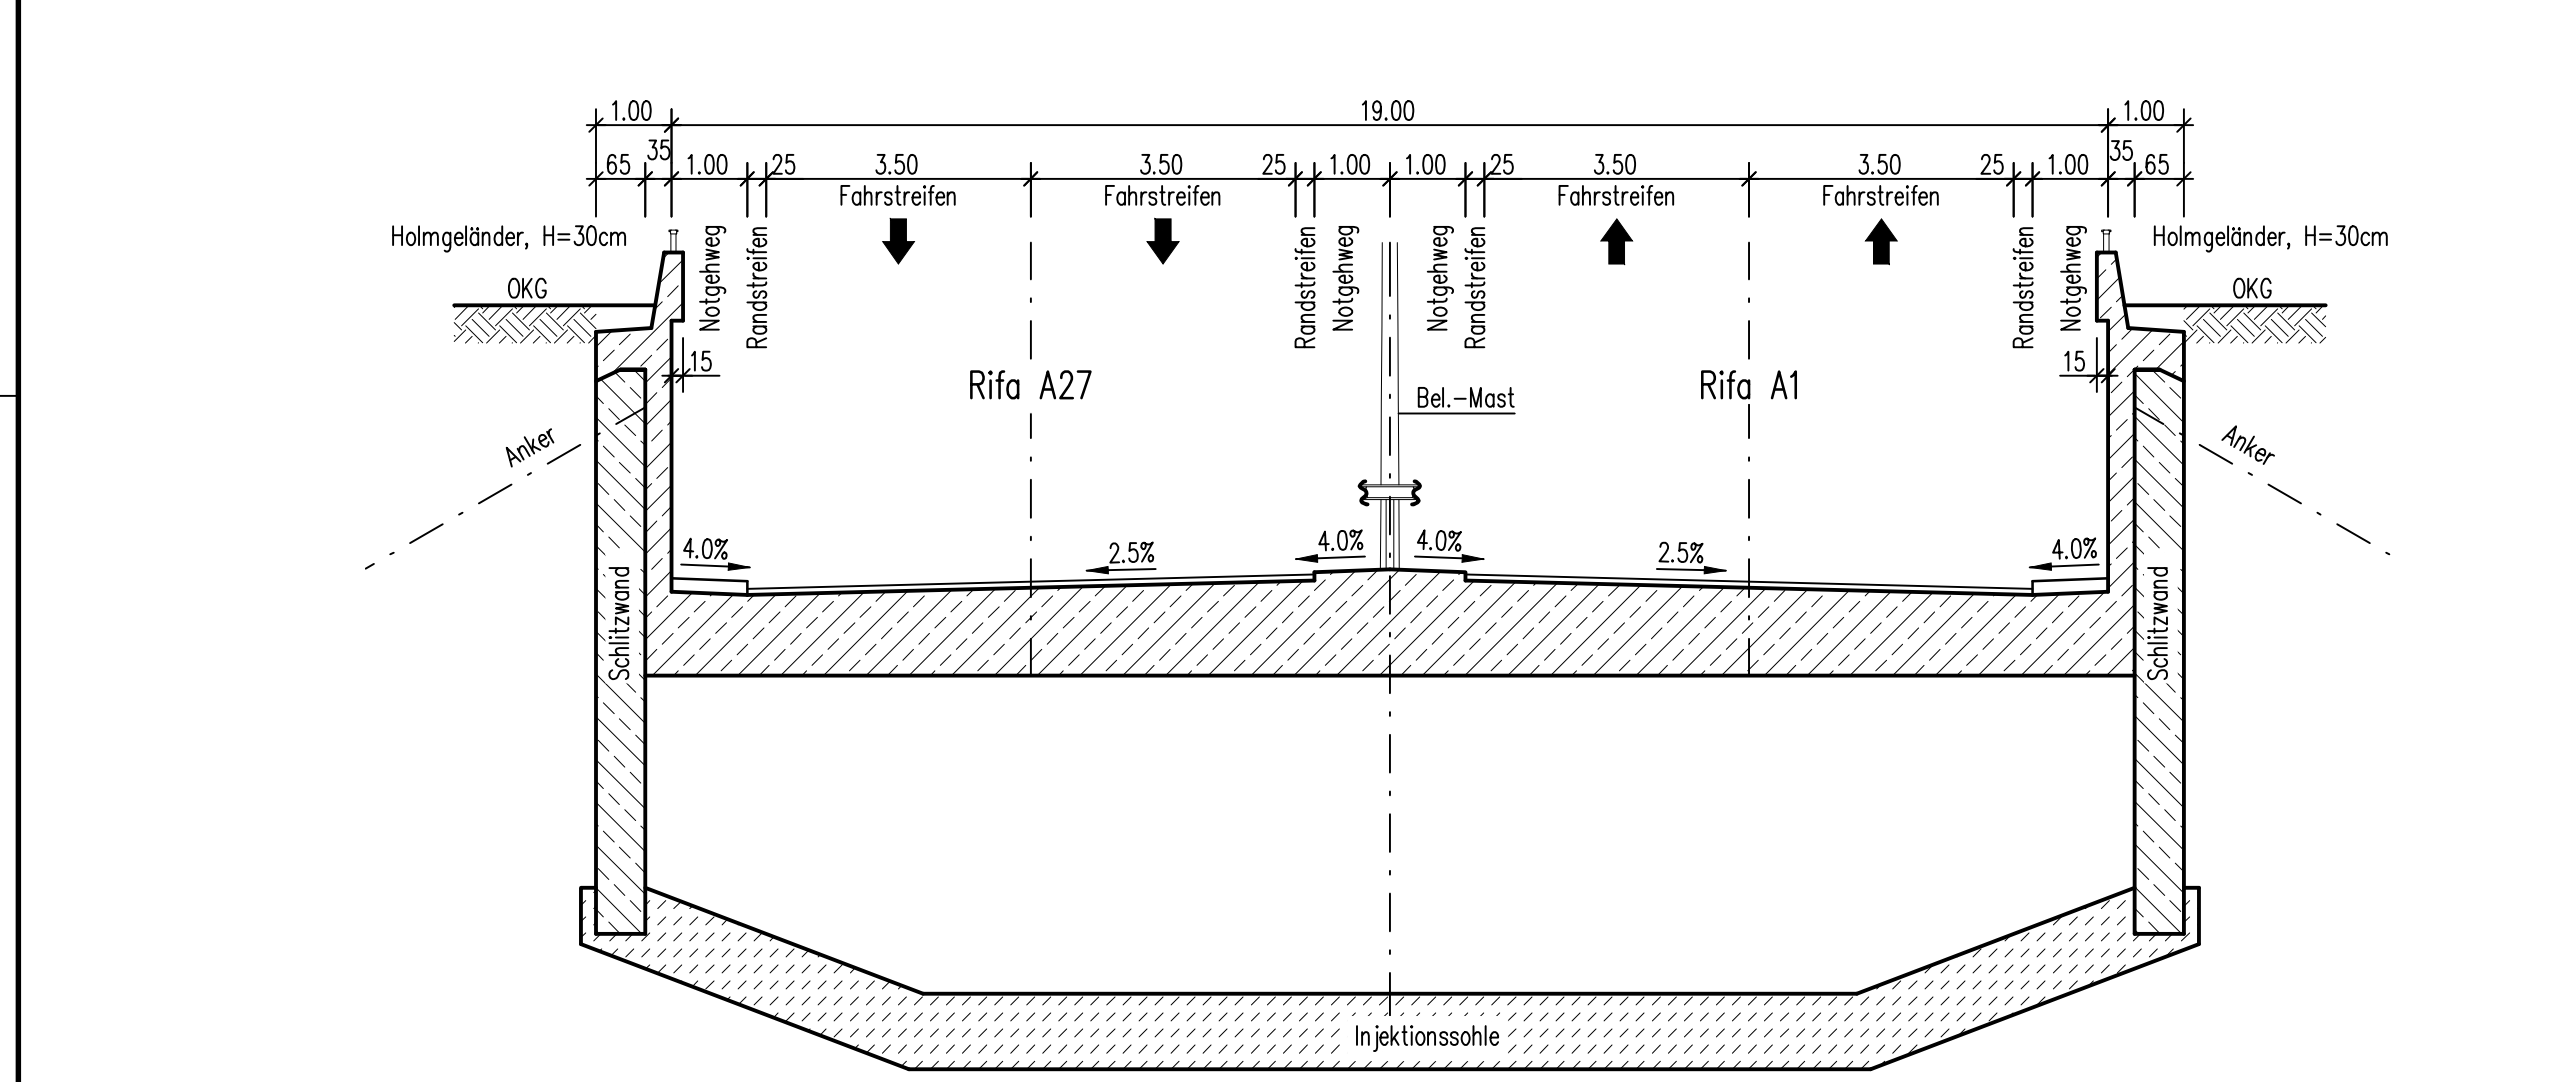 1.00 19.00 1.00
65 35 1.00 25 3.50 3.50 25 1.00 1.00 25 3.50 3.50 25 1.00 35 65
Fahrstreifen Fahrstreifen Fahrstreifen Fahrstreifen
Holmgeländer, H=30cm
Notgehweg
Randstreifen
Randstreifen
Notgehweg
Notgehweg
Randstreifen
Randstreifen
Notgehweg
Holmgeländer, H=30cm
OKG OKG
15 15
Rifa A27 Rifa A1
Bel.-Mast
Anker Anker
4.0% 2.5% 4.0% 4.0% 2.5% 4.0%
Schlitzwand Schlitzwand
Injektionssohle